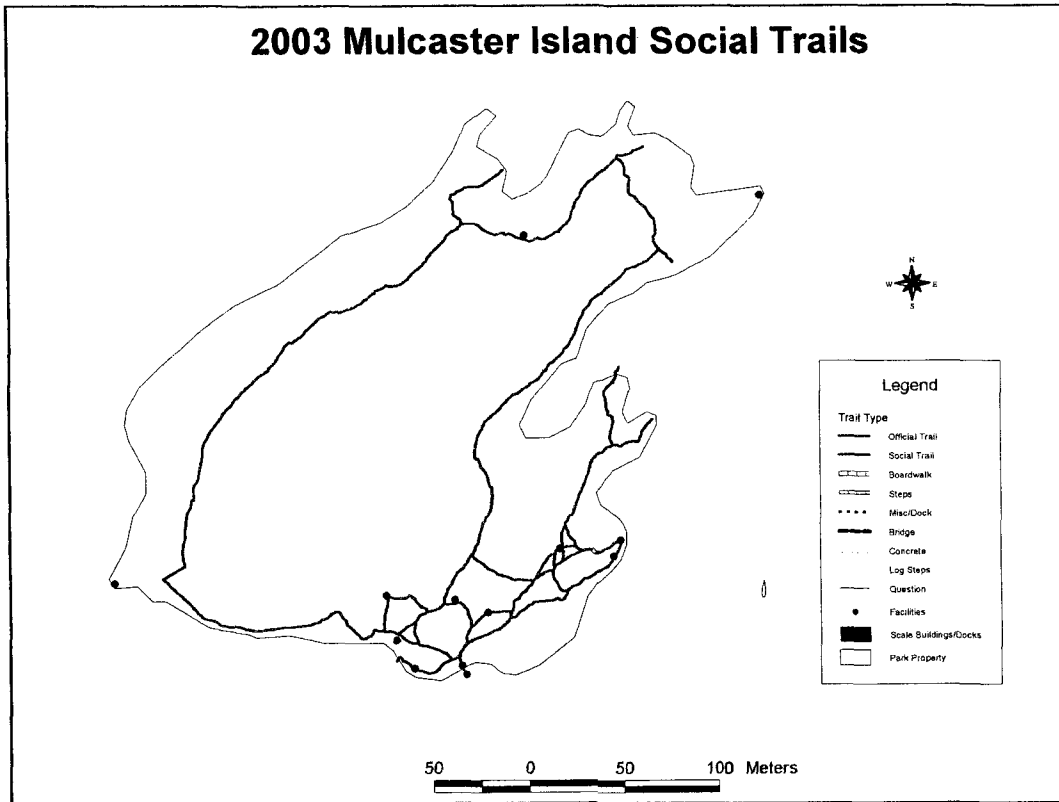 2003 Mulcaster Island Social Trails
N
W E
S
Legend
Trail Type
Official Trail
Social Trail
Boardwalk
Steps
Misc/Dock
Bridge
Concrete
Log Steps
Question
Facilities
Scale Buildings/Docks
Park Property
50 0 50 100 Meters